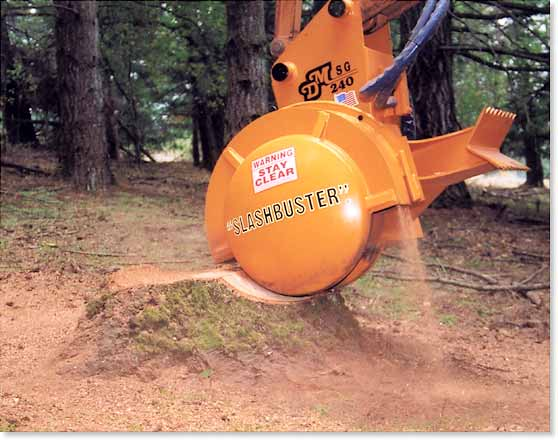 DM SG
240
WARNING
STAY
CLEAR
"SLASHBUSTER"